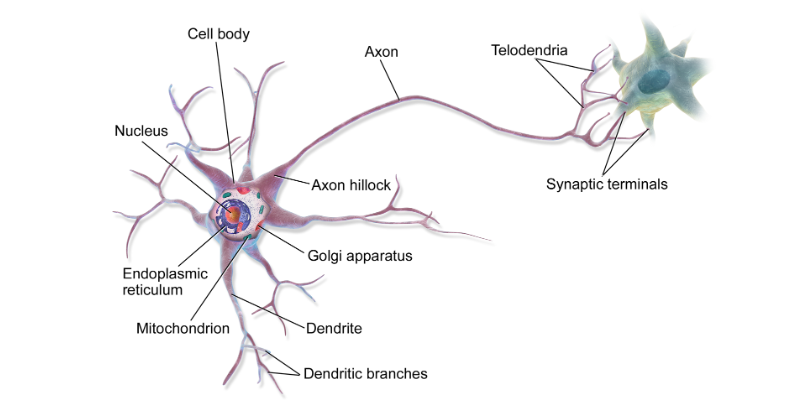 Cell body
Axon
Telodendria
Nucleus
Axon hillock
Synaptic terminals
Golgi apparatus
Endoplasmic
reticulum
Mitochondrion
Dendrite
Dendritic branches